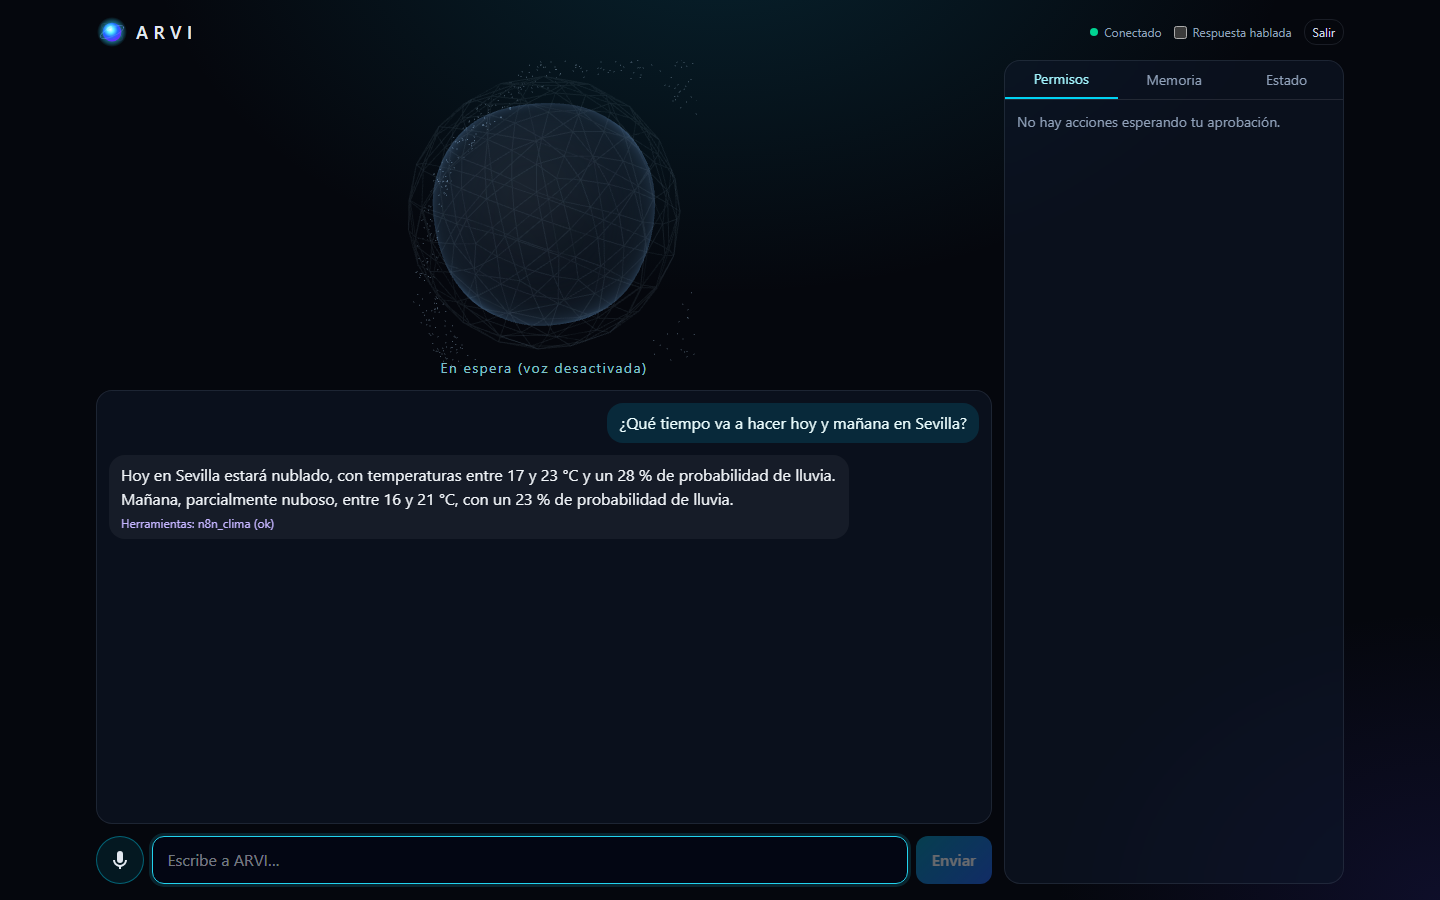 ARVI
Conectado
Respuesta hablada
Salir
En espera (voz desactivada)
¿Qué tiempo va a hacer hoy y mañana en Sevilla?
Hoy en Sevilla estará nublado, con temperaturas entre 17 y 23 °C y un 28 % de probabilidad de lluvia.
Mañana, parcialmente nuboso, entre 16 y 21 °C, con un 23 % de probabilidad de lluvia.
Herramientas: n8n_clima (ok)
Escribe a ARVI...
Enviar
Permisos
Memoria
Estado
No hay acciones esperando tu aprobación.